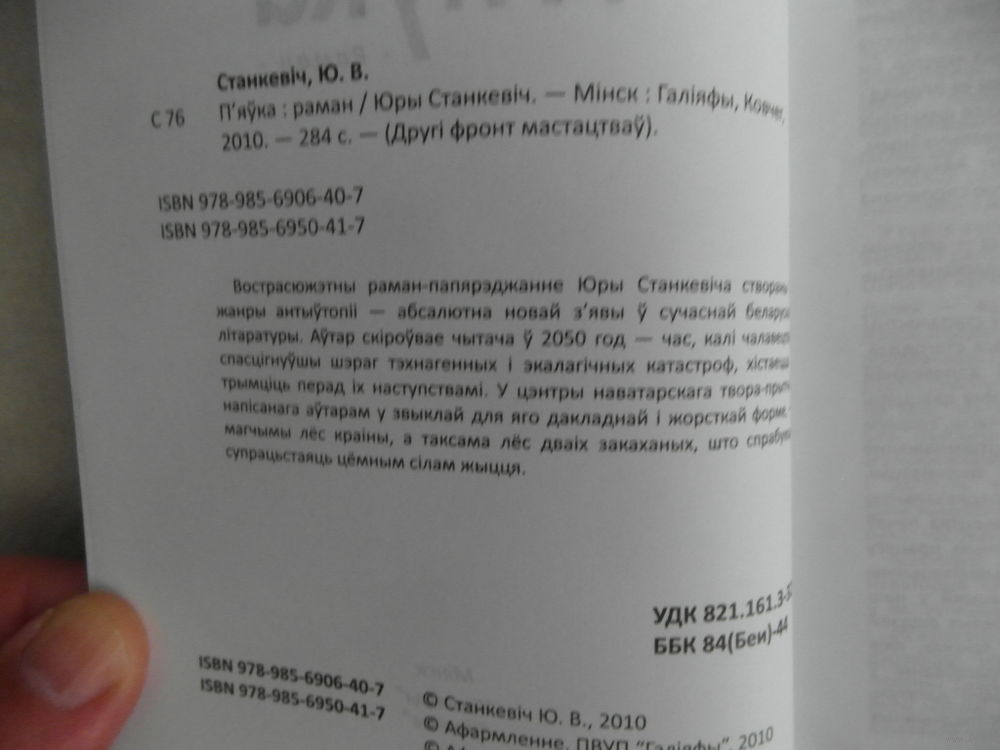 Станкевіч, Ю. В.
С 76
П’яўка : раман / Юры Станкевіч. — Мінск : Галіяфы, Ковчег,
2010. — 284 с. — (Другі фронт мастацтваў).
ISBN 978-985-6906-40-7
ISBN 978-985-6950-41-7
Вострасюжэтны раман-папярэджанне Юры Станкевіча
жанры антыўтопіі — абсалютна новай з’явы ў сучаснай
літаратуры. Аўтар скіроўвае чытача ў 2050 год — час, калі
спасцігнуўшы шэраг тэхнагенных і экалагічных катастроф,
трымціць перад іх наступствамі. У цэнтры наватарскага
напісанага аўтарам у звыклай для яго дакладнай і жорсткай форме,
магчымы лёс краіны, а таксама лёс дваіх закаханых, што
супрацьстаяць цёмным сілам жыцця.
УДК 821.161.3-3
ББК 84(Беи)-44
ISBN 978-985-6906-40-7
ISBN 978-985-6950-41-7
© Станкевіч Ю. В., 2010
© Афармленне. ПВУП “Галіяфы”, 2010